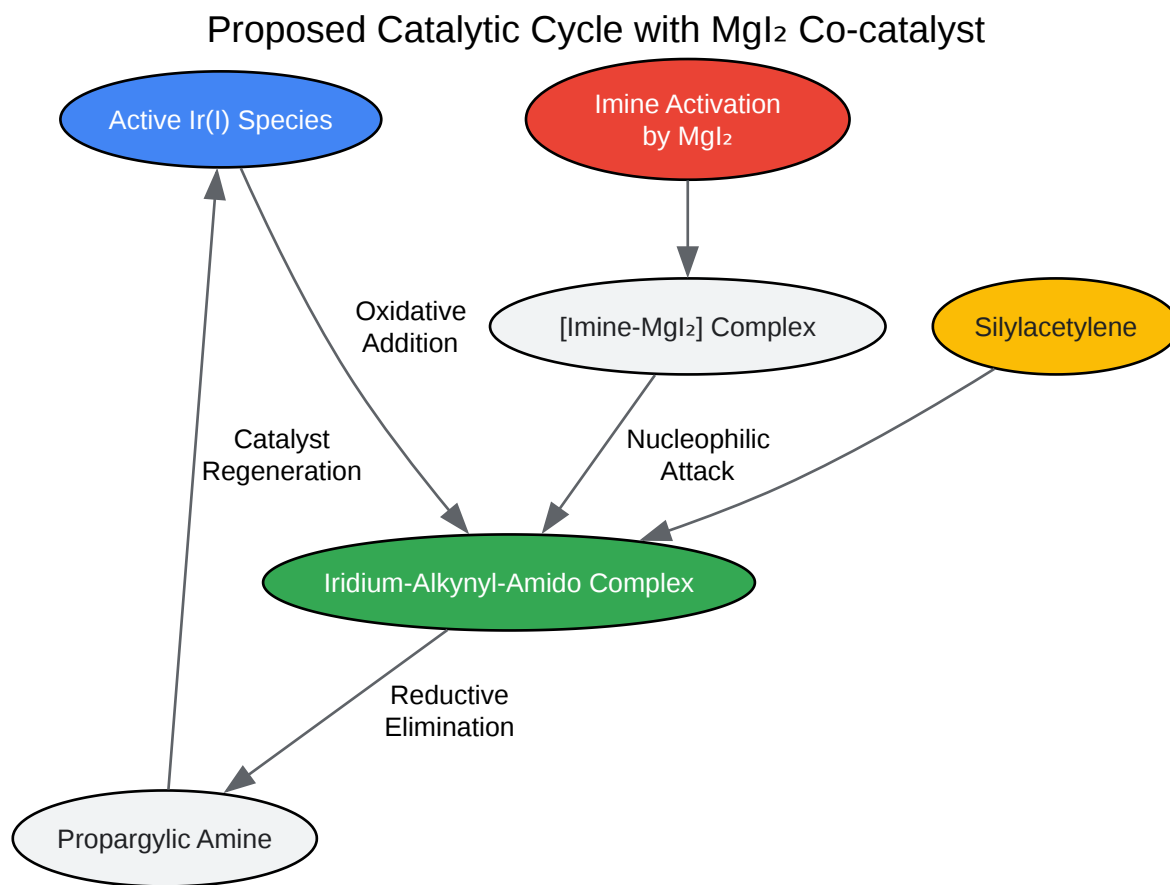 Proposed Catalytic Cycle with MgI₂ Co-catalyst
Active Ir(I) Species
Imine Activation
by MgI₂
Oxidative
Addition
[Imine-MgI₂] Complex
Silylacetylene
Catalyst
Regeneration
Nucleophilic
Attack
Iridium-Alkynyl-Amido Complex
Reductive
Elimination
Propargylic Amine